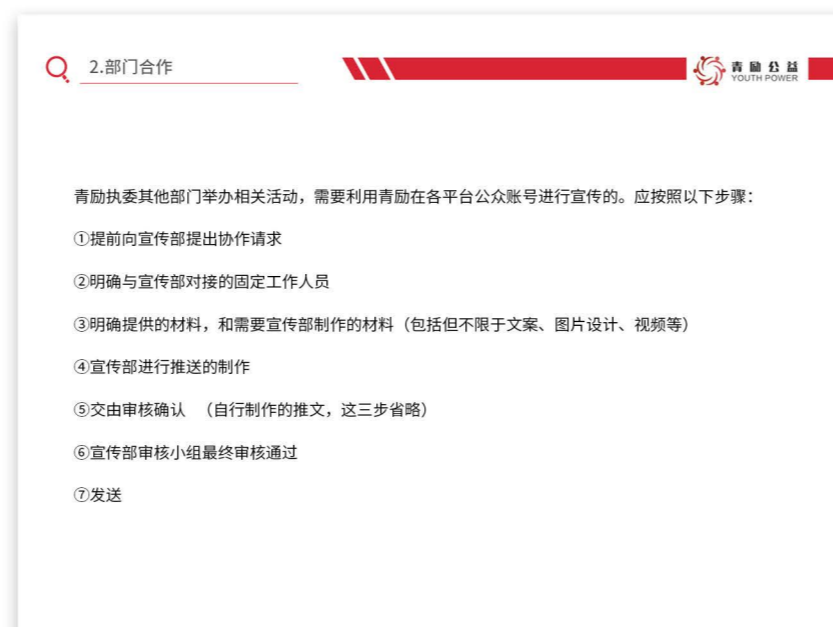 2.部门合作
青励公益
YOUTH POWER
青励执委其他部门举办相关活动，需要利用青励在各平台公众账号进行宣传的。应按照以下步骤：
①提前向宣传部提出协作请求
②明确与宣传部对接的固定工作人员
③明确提供的材料，和需要宣传部制作的材料（包括但不限于文案、图片设计、视频等）
④宣传部进行推送的制作
⑤交由审核确认 （自行制作的推文，这三步省略）
⑥宣传部审核小组最终审核通过
⑦发送